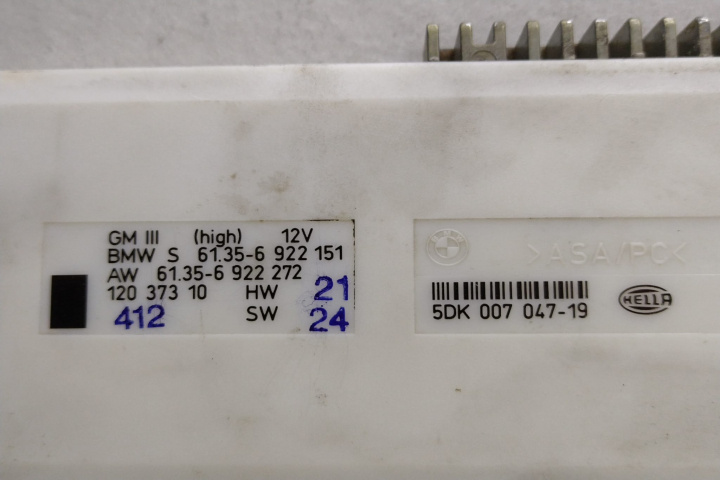 GM III (high) 12V
BMW S 61.35-6 922 151
AW 61.35-6 922 272
120 373 10 HW 21
412 SW 24
>ASA/PC<
5DK 007 047-19
HELLA